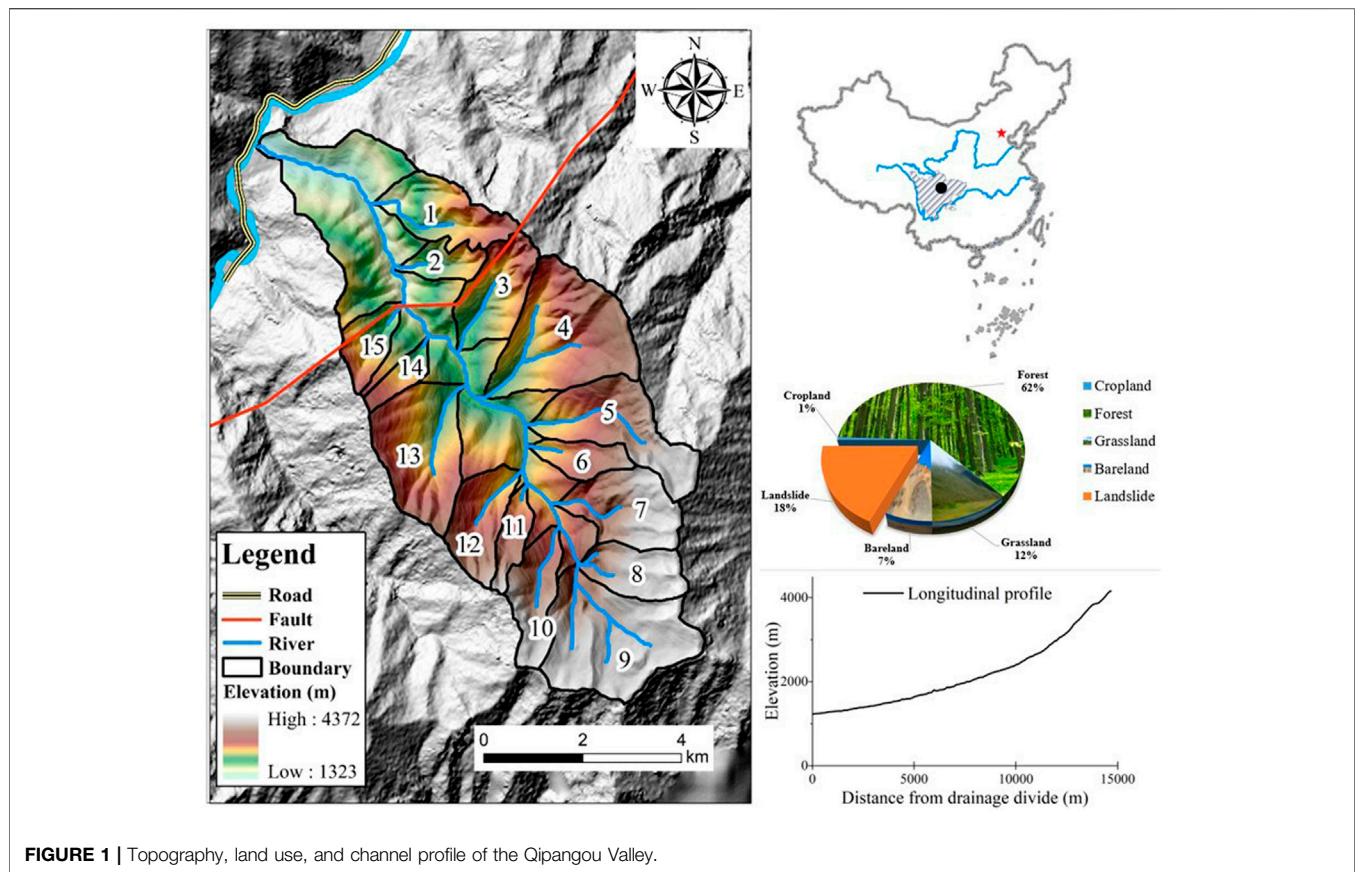 N
W E
S
1
2
3
4
15
14
5
13
6
7
11
12
8
10
9
Legend
Road
Fault
River
Boundary
Elevation (m)
High : 4372
Low : 1323
0 2 4
km
Forest
62%
Cropland
1%
Landslide
18%
Bareland
7%
Grassland
12%
Cropland
Forest
Grassland
Bareland
Landslide
Longitudinal profile
Elevation (m)
4000
2000
0
0 5000 10000 15000
Distance from drainage divide (m)
FIGURE 1 | Topography, land use, and channel profile of the Qipangou Valley.